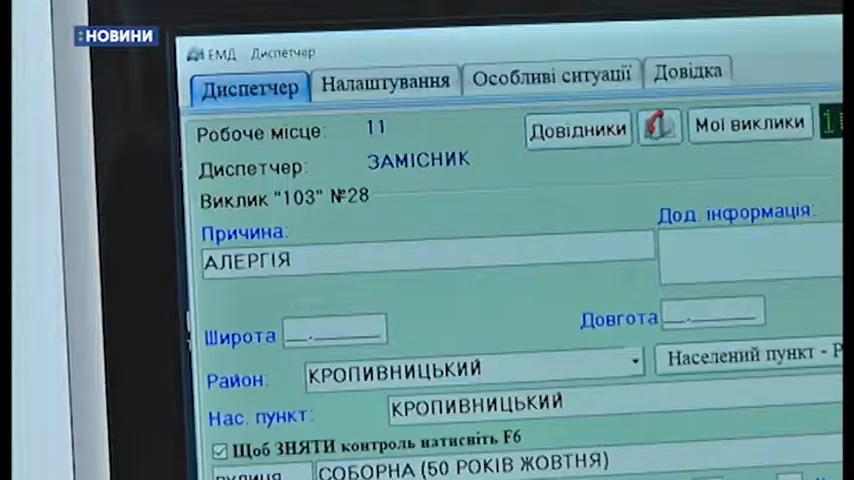 :НОВИНИ
ЕМД Диспетчер
Диспетчер Налаштування Особливі ситуації Довідка
Робоче місце: 11 Довідники Мої виклики
Диспетчер: ЗАМІСНИК
Виклик "103" №28
Причина: Дод. інформація:
АЛЕРГІЯ
Широта Довгота
Район: КРОПИВНИЦЬКИЙ Населений пункт - Р
Нас. пункт: КРОПИВНИЦЬКИЙ
Щоб ЗНЯТИ контроль натисніть F6
вулиця СОБОРНА (50 РОКІВ ЖОВТНЯ)